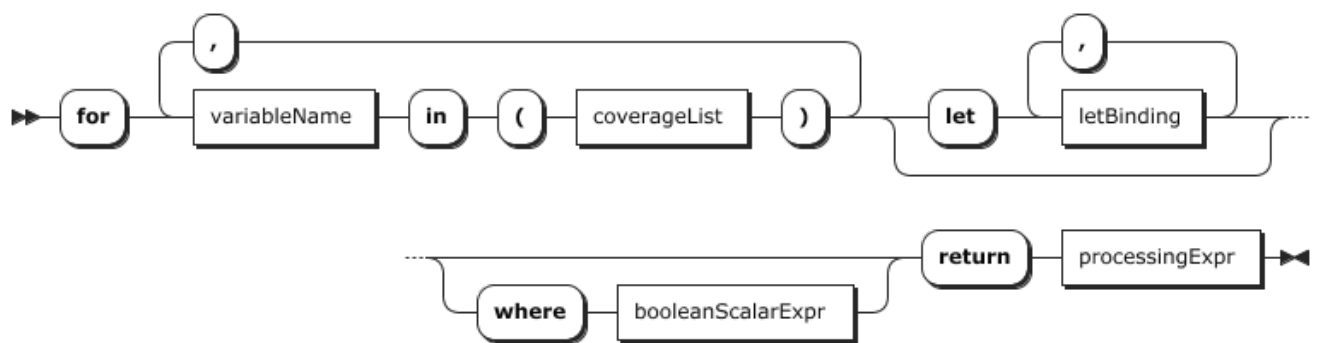 , ,
for variableName in ( coverageList ) let letBinding
return processingExpr
where booleanScalarExpr